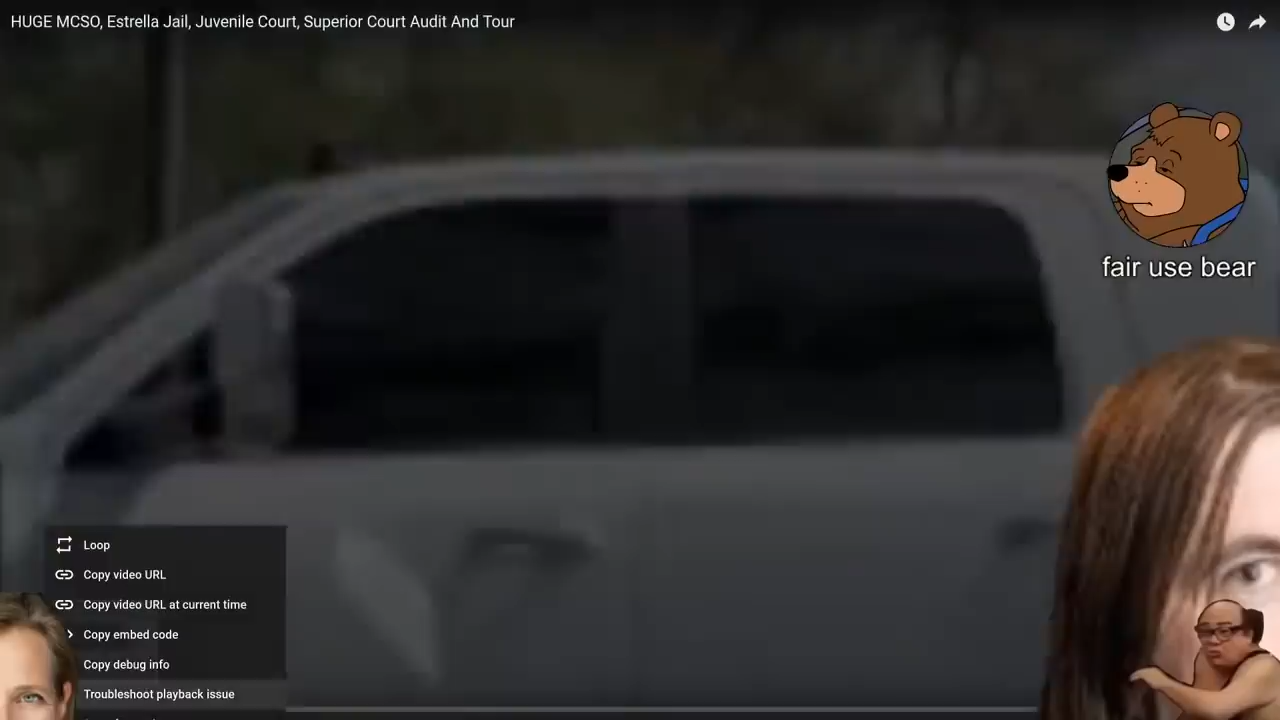 HUGE MCSO, Estrella Jail, Juvenile Court, Superior Court Audit And Tour
fair use bear
Loop
Copy video URL
Copy video URL at current time
Copy embed code
Copy debug info
Troubleshoot playback issue